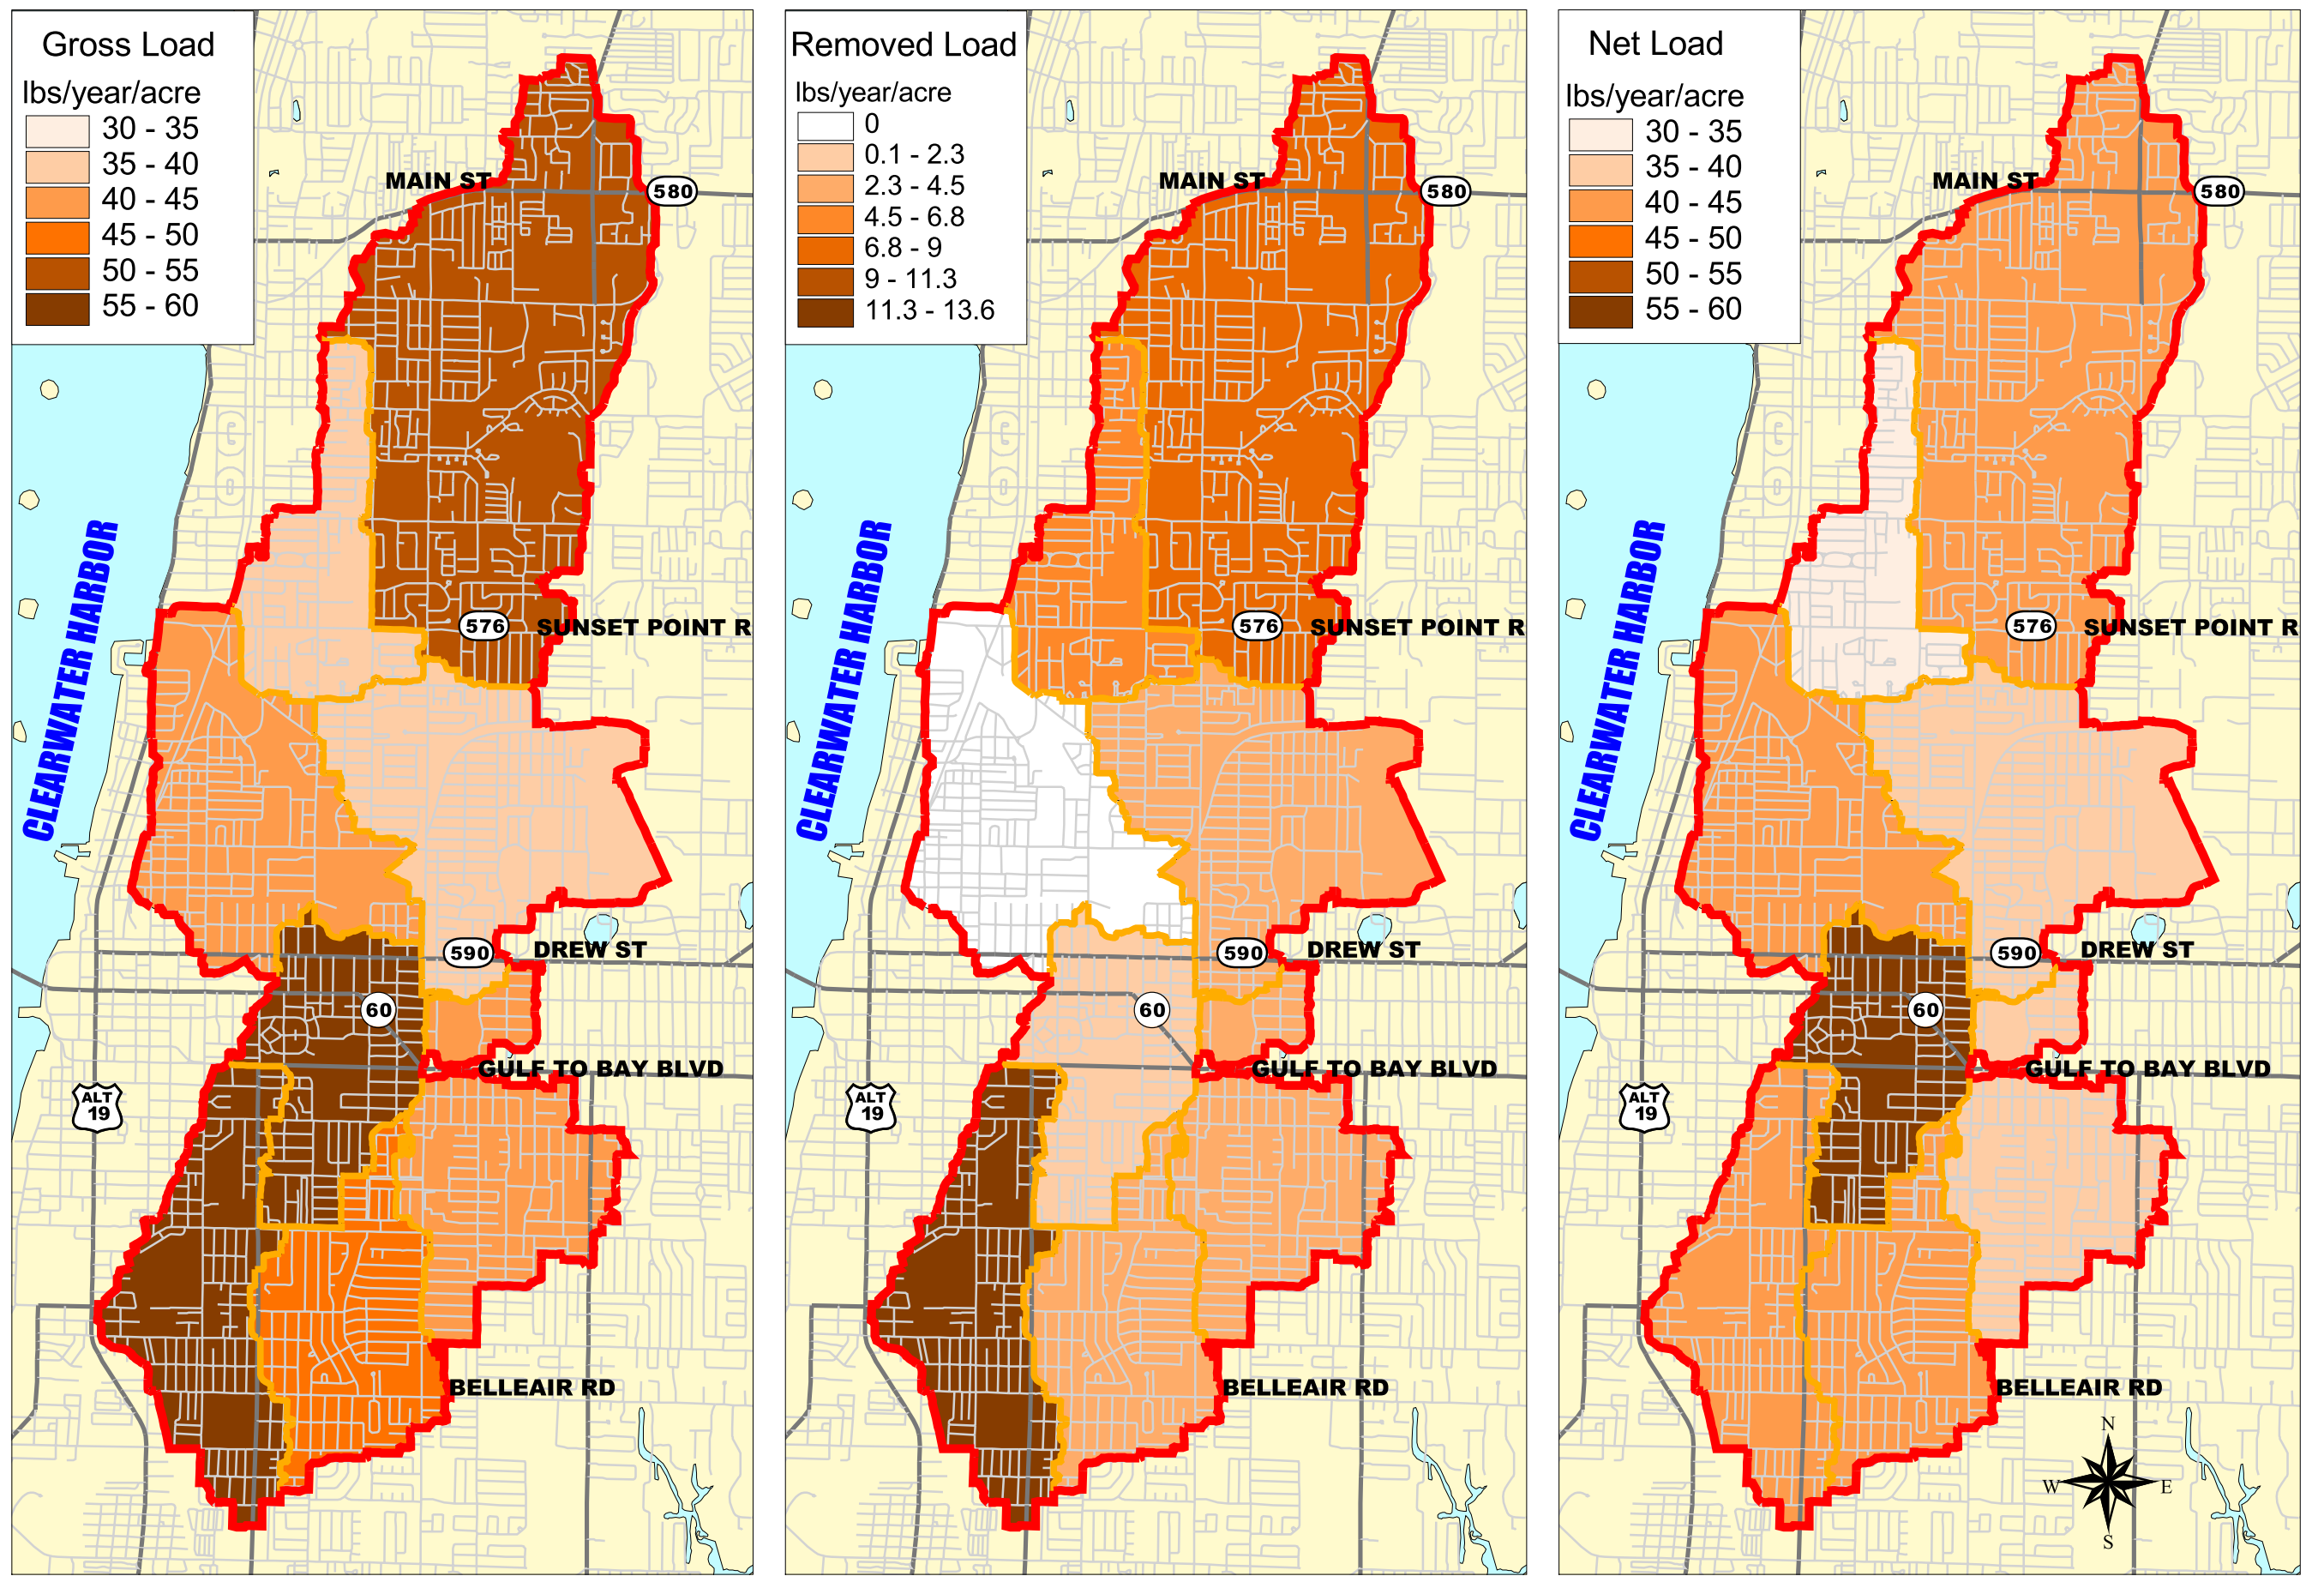 Gross Load
lbs/year/acre
30 - 35
35 - 40
40 - 45
45 - 50
50 - 55
55 - 60
MAIN ST
580
CLEARWATER HARBOR
576
SUNSET POINT R
590
DREW ST
60
GULF TO BAY BLVD
ALT
19
BELLEAIR RD
Removed Load
lbs/year/acre
0
0.1 - 2.3
2.3 - 4.5
4.5 - 6.8
6.8 - 9
9 - 11.3
11.3 - 13.6
MAIN ST
580
CLEARWATER HARBOR
576
SUNSET POINT R
590
DREW ST
60
GULF TO BAY BLVD
ALT
19
BELLEAIR RD
Net Load
lbs/year/acre
30 - 35
35 - 40
40 - 45
45 - 50
50 - 55
55 - 60
MAIN ST
580
CLEARWATER HARBOR
576
SUNSET POINT R
590
DREW ST
60
GULF TO BAY BLVD
ALT
19
BELLEAIR RD
N
W E
S